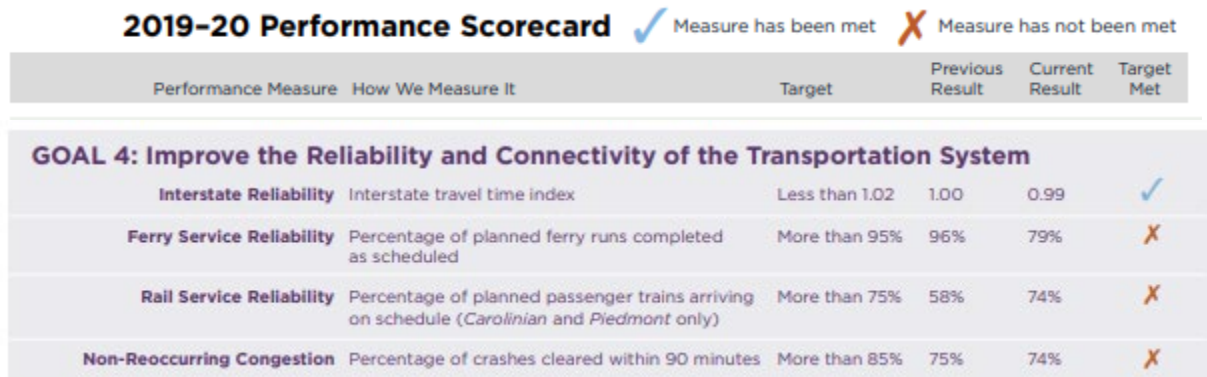 2019–20 Performance Scorecard ✓ Measure has been met ✗ Measure has not been met
Performance Measure How We Measure It Target Previous Result Current Result Target Met
GOAL 4: Improve the Reliability and Connectivity of the Transportation System
Interstate Reliability Interstate travel time index Less than 1.02 1.00 0.99 ✓
Ferry Service Reliability Percentage of planned ferry runs completed More than 95% 96% 79% ✗
as scheduled
Rail Service Reliability Percentage of planned passenger trains arriving More than 75% 58% 74% ✗
on schedule (Carolinian and Piedmont only)
Non-Reoccurring Congestion Percentage of crashes cleared within 90 minutes More than 85% 75% 74% ✗